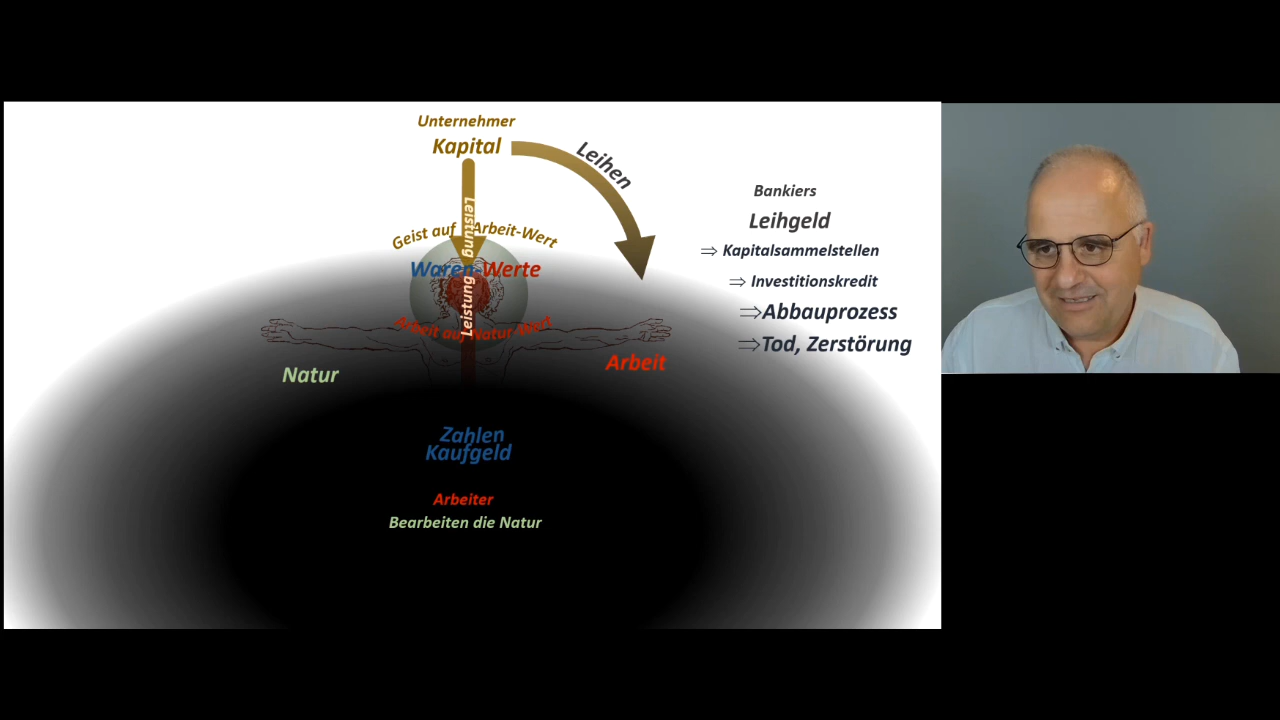 Unternehmer
Kapital
Leihen
Leistung
Geist auf Arbeit-Wert
Waren-Werte
Leistung
Arbeit auf Natur-Wert
Natur
Arbeit
Zahlen
Kaufgeld
Arbeiter
Bearbeiten die Natur
Bankiers
Leihgeld
⇒ Kapitalsammelstellen
⇒ Investitionskredit
⇒Abbauprozess
⇒Tod, Zerstörung